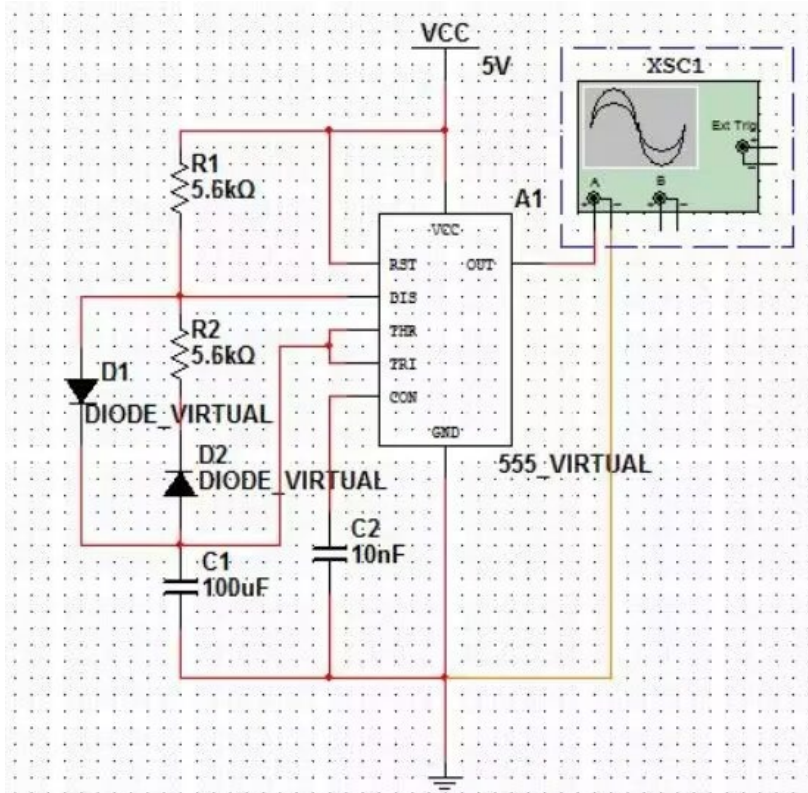 VCC
5V
XSC1
Ext Trig
A
B
R1
5.6kΩ
A1
VCC
RST
OUT
DIS
R2
5.6kΩ
THR
TRI
D1
DIODE_VIRTUAL
CON
GND
D2
DIODE_VIRTUAL
555_VIRTUAL
C2
10nF
C1
100uF